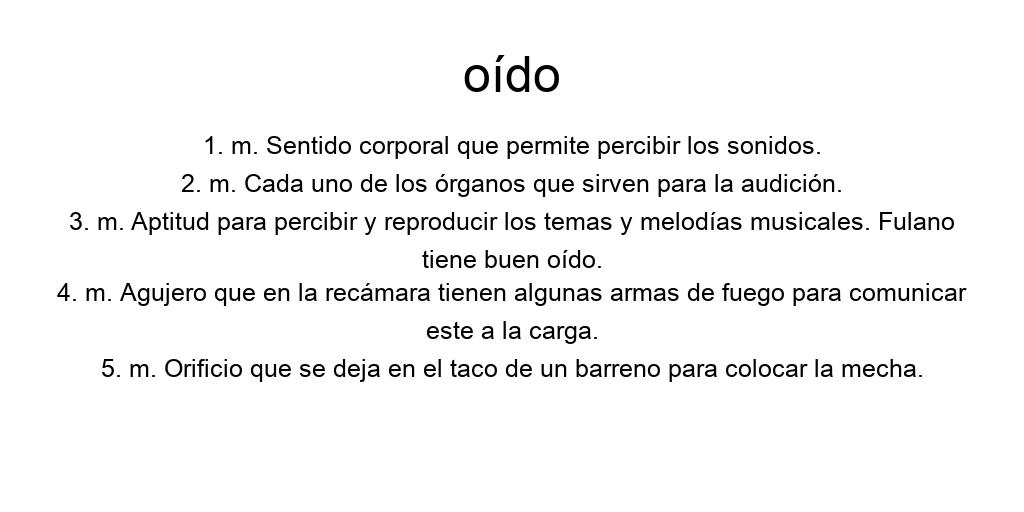 oído
1. m. Sentido corporal que permite percibir los sonidos.
2. m. Cada uno de los órganos que sirven para la audición.
3. m. Aptitud para percibir y reproducir los temas y melodías musicales. Fulano
tiene buen oído.
4. m. Agujero que en la recámara tienen algunas armas de fuego para comunicar
este a la carga.
5. m. Orificio que se deja en el taco de un barreno para colocar la mecha.